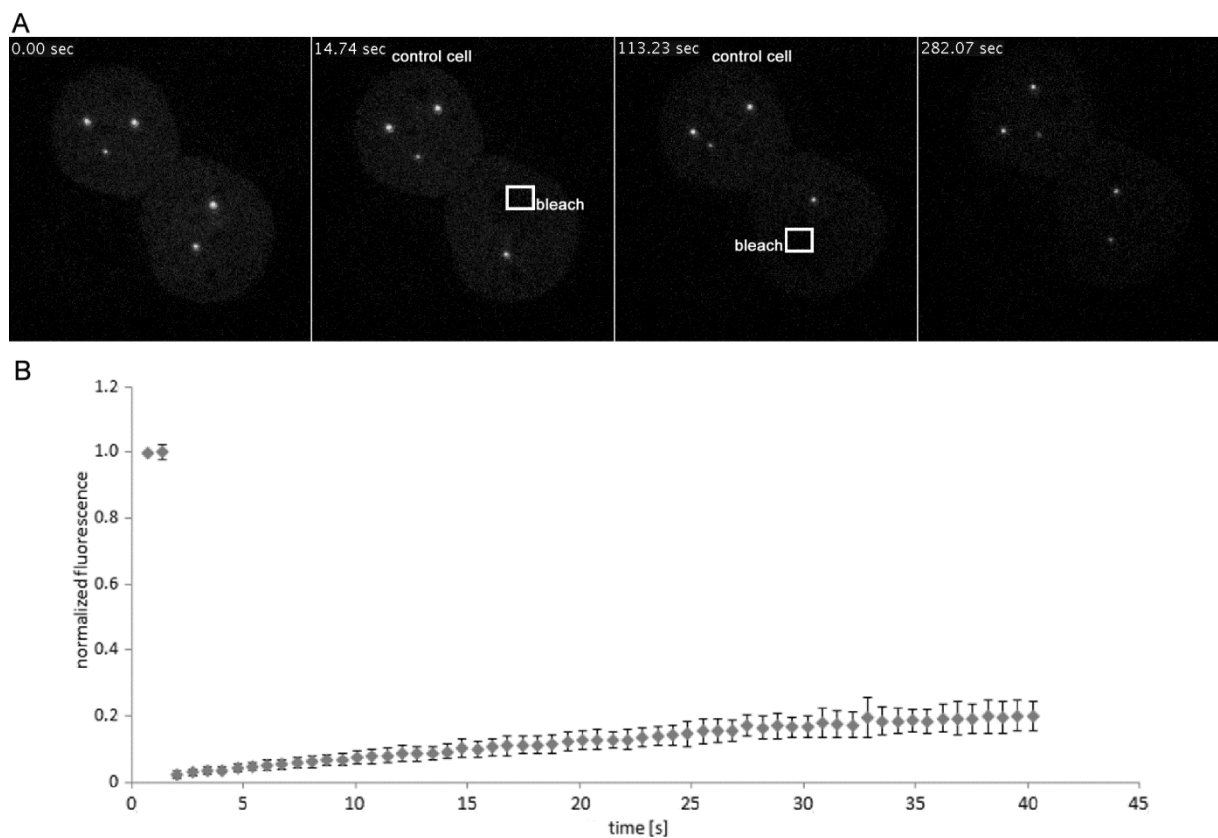 A
0.00 sec
14.74 sec
control cell
bleach
113.23 sec
control cell
bleach
282.07 sec
B
normalized fluorescence
1.2
1.0
0.8
0.6
0.4
0.2
0
0 5 10 15 20 25 30 35 40 45
time [s]